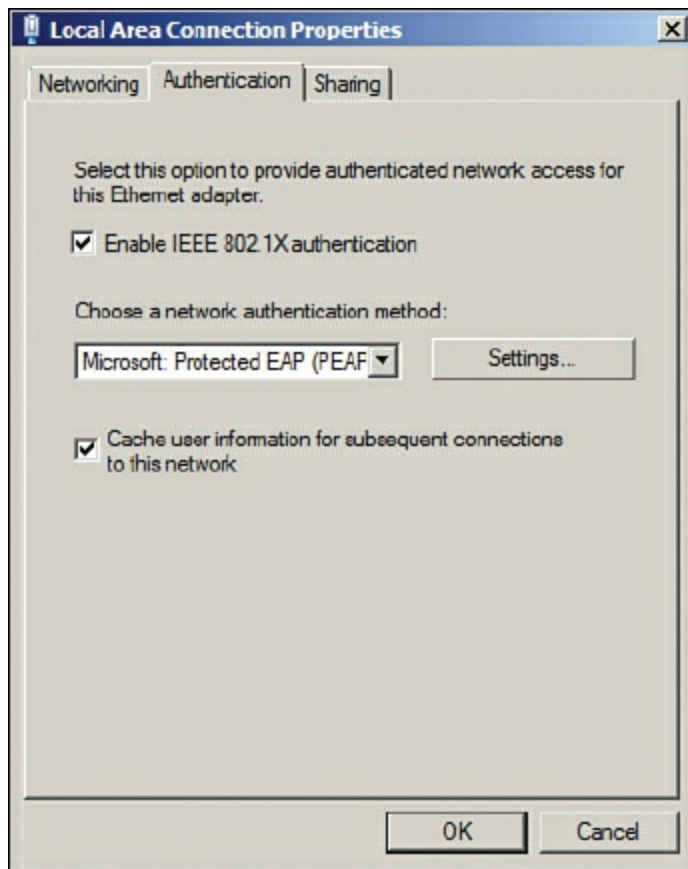 Local Area Connection Properties
Networking Authentication Sharing
Select this option to provide authenticated network access for
this Ethernet adapter.
Enable IEEE 802.1X authentication
Choose a network authentication method:
Microsoft: Protected EAP (PEAP Settings...
Cache user information for subsequent connections
to this network
OK Cancel